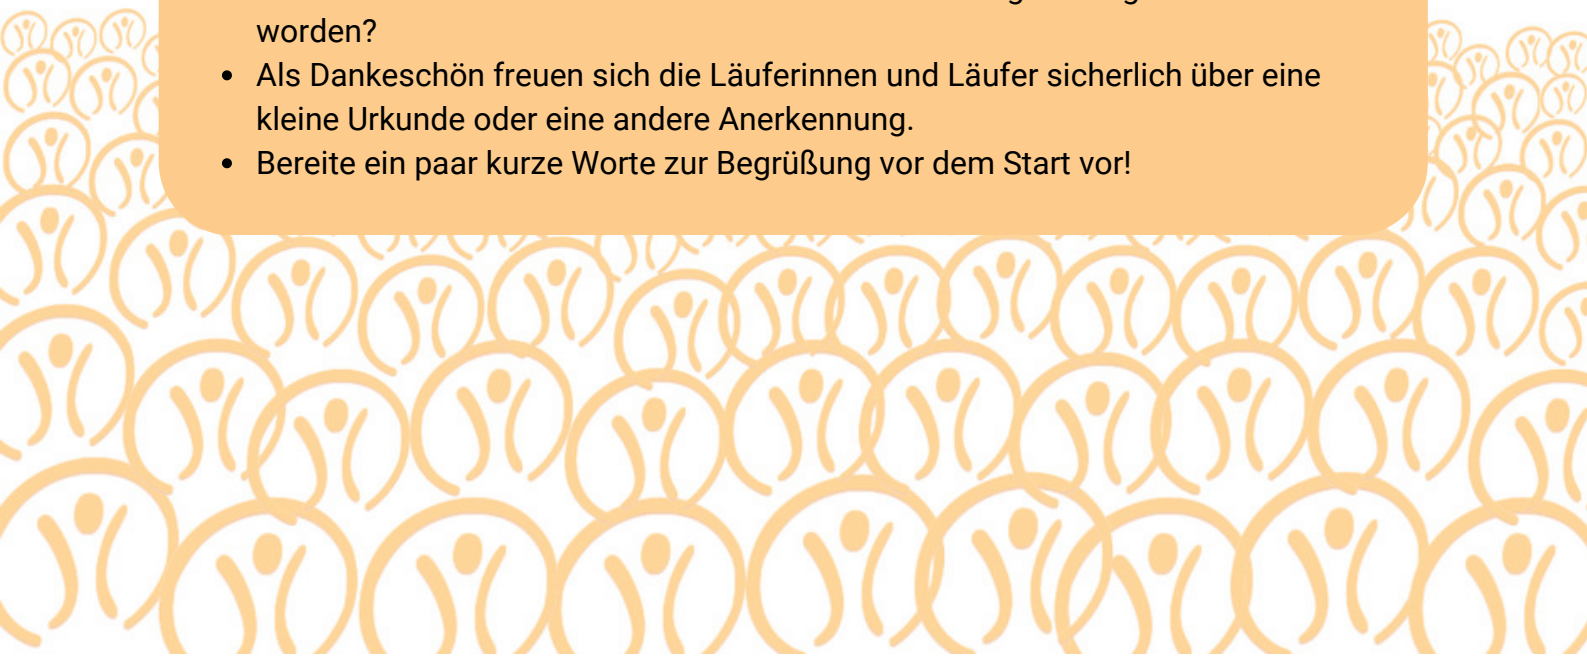 worden?
• Als Dankeschön freuen sich die Läuferinnen und Läufer sicherlich über eine
kleine Urkunde oder eine andere Anerkennung.
• Bereite ein paar kurze Worte zur Begrüßung vor dem Start vor!